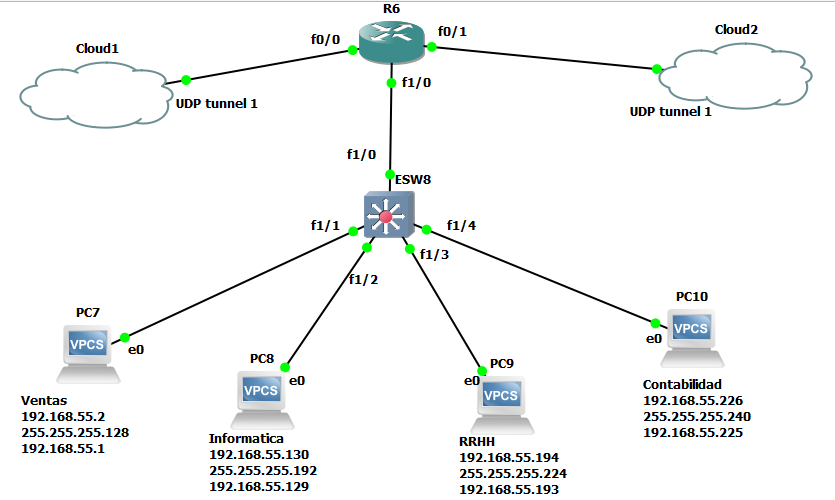 R6
f0/0
f0/1
Cloud1
Cloud2
UDP tunnel 1
UDP tunnel 1
f1/0
f1/0
ESW8
f1/1
f1/4
f1/2
f1/3
PC7
VPCS
e0
Ventas
192.168.55.2
255.255.255.128
192.168.55.1
PC8
VPCS
e0
Informatica
192.168.55.130
255.255.255.192
192.168.55.129
PC9
VPCS
e0
RRHH
192.168.55.194
255.255.255.224
192.168.55.193
PC10
VPCS
e0
Contabilidad
192.168.55.226
255.255.255.240
192.168.55.225